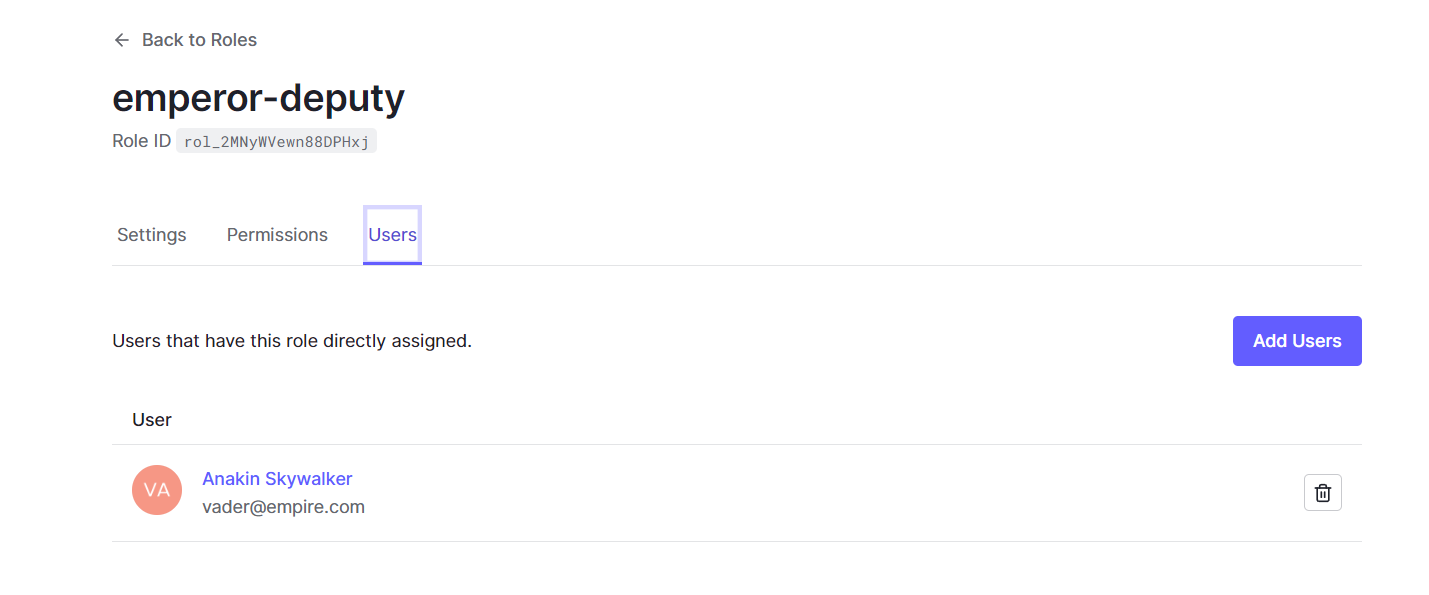 Back to Roles
emperor-deputy
Role ID rol_2MNyWVewn88DPHxj
Settings Permissions Users
Users that have this role directly assigned. Add Users
User
VA Anakin Skywalker
vader@empire.com